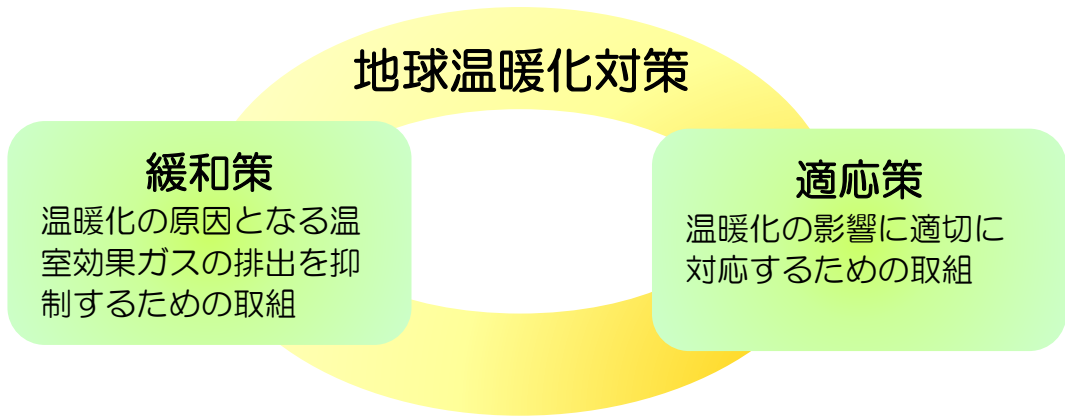 地球温暖化対策
緩和策
温暖化の原因となる温
室効果ガスの排出を抑
制するための取組
適応策
温暖化の影響に適切に
対応するための取組